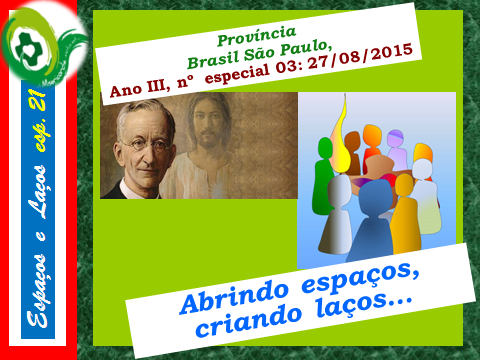 Província
Brasil São Paulo,
Ano III, nº especial 03: 27/08/2015
Espaços e Laços esp. 21
Abrindo espaços,
criando laços...